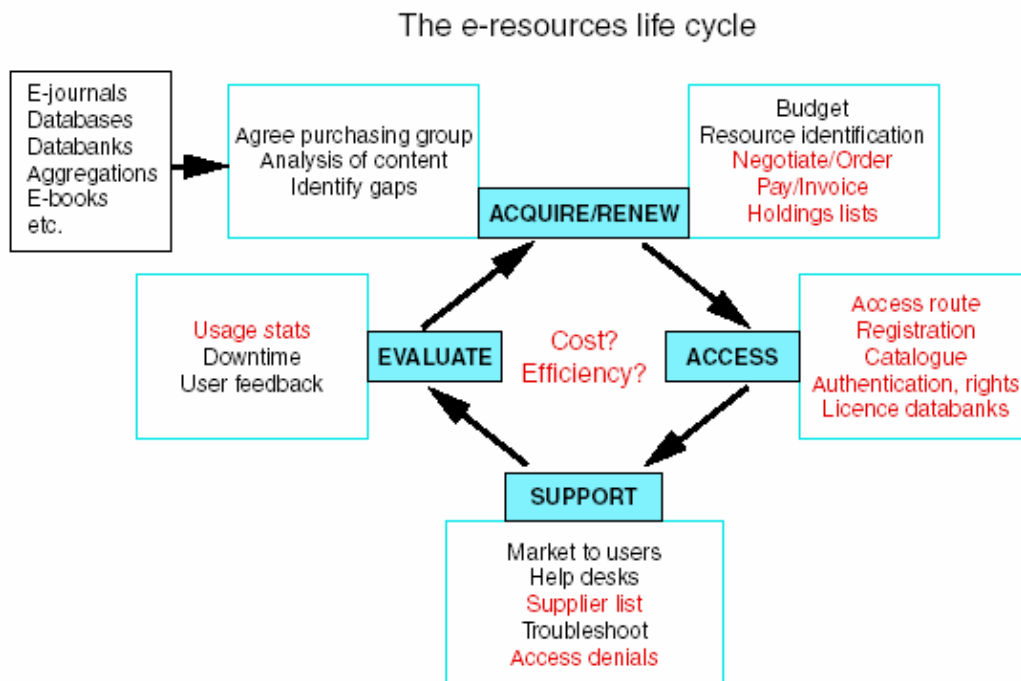 The e-resources life cycle
E-journals
Databases
Databanks
Aggregations
E-books
etc.
Agree purchasing group
Analysis of content
Identify gaps
ACQUIRE/RENEW
Budget
Resource identification
Negotiate/Order
Pay/Invoice
Holdings lists
Usage stats
Downtime
User feedback
EVALUATE
Cost?
Efficiency?
ACCESS
Access route
Registration
Catalogue
Authentication, rights
Licence databanks
SUPPORT
Market to users
Help desks
Supplier list
Troubleshoot
Access denials